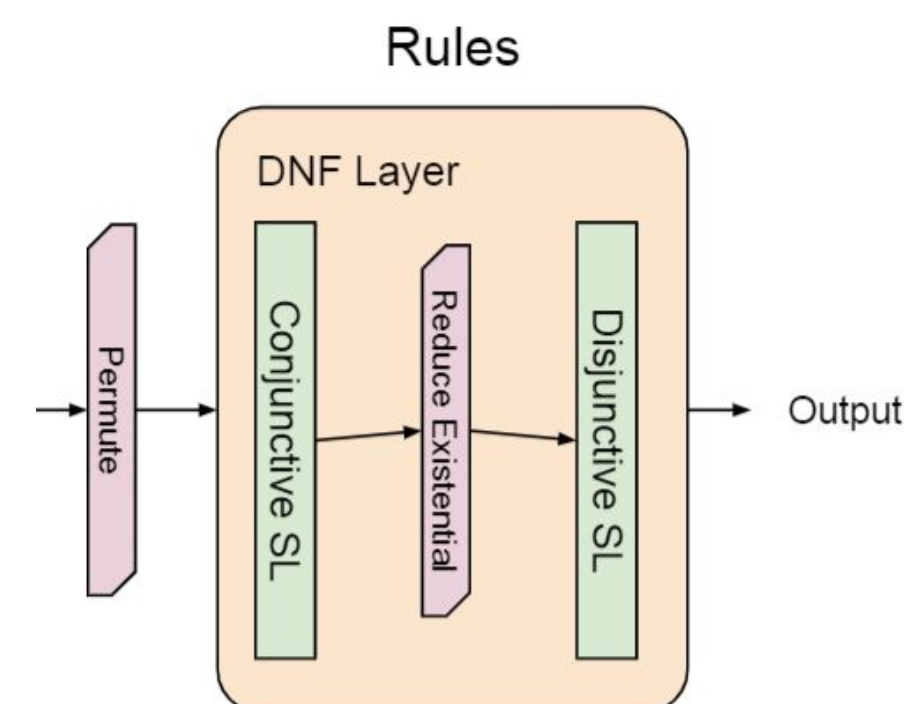 Rules
DNF Layer
Permute
Conjunctive SL
Reduce Existential
Disjunctive SL
Output